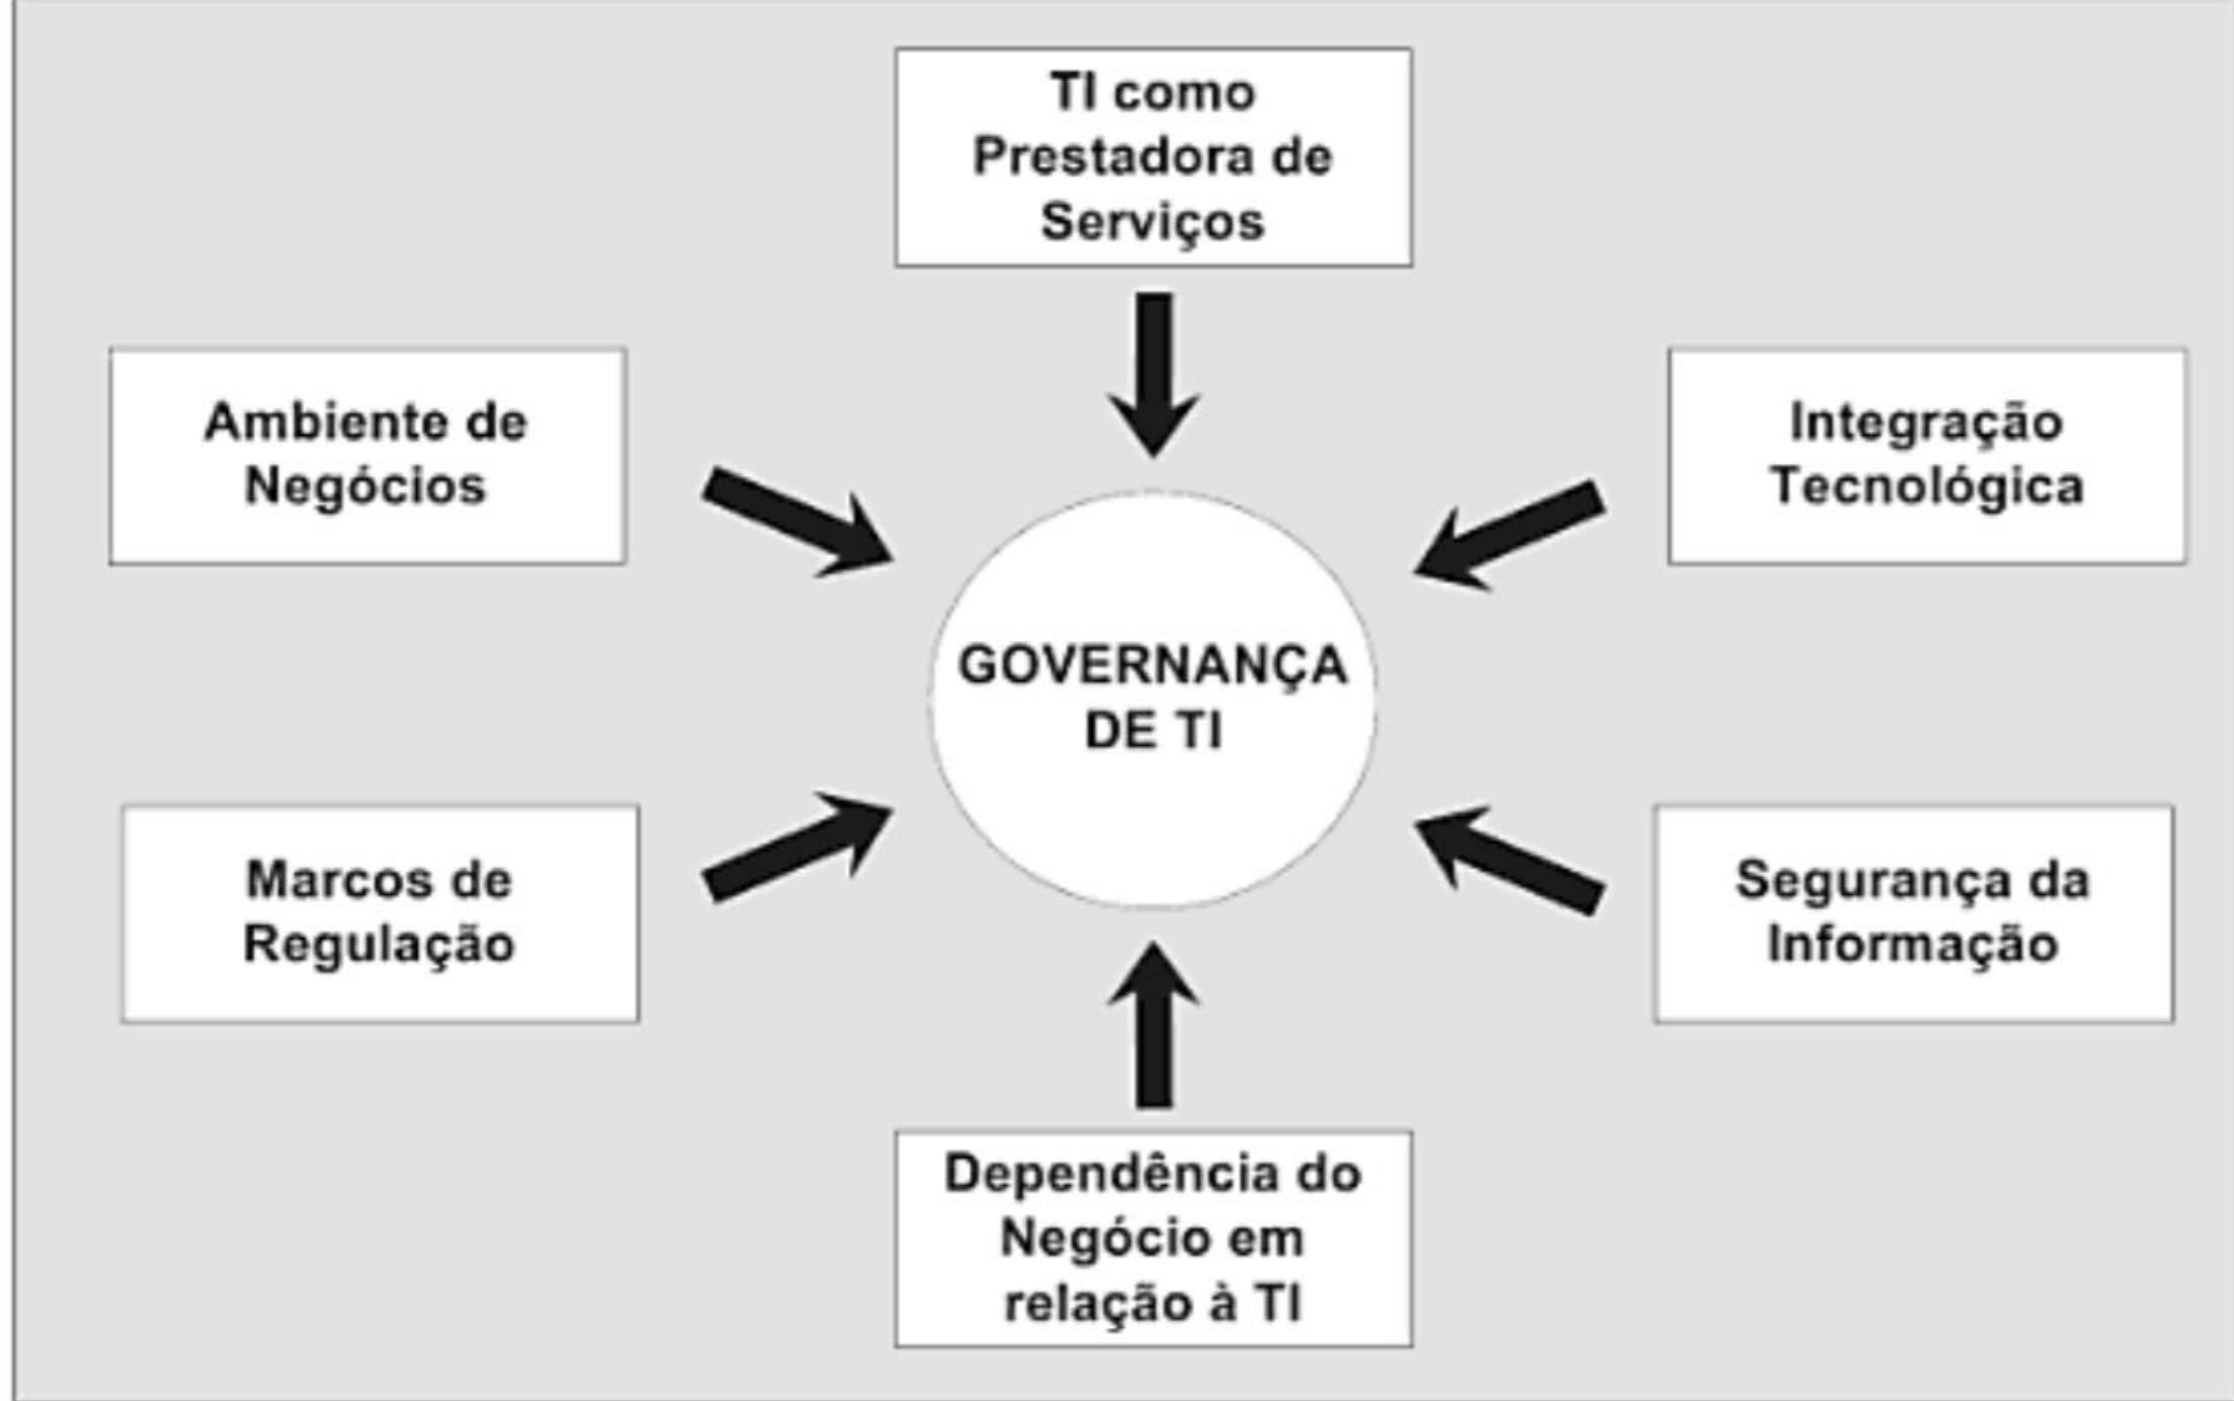 TI como
Prestadora de
Serviços
Ambiente de
Negócios
Integração
Tecnológica
GOVERNANÇA
DE TI
Marcos de
Regulação
Segurança da
Informação
Dependência do
Negócio em
relação à TI